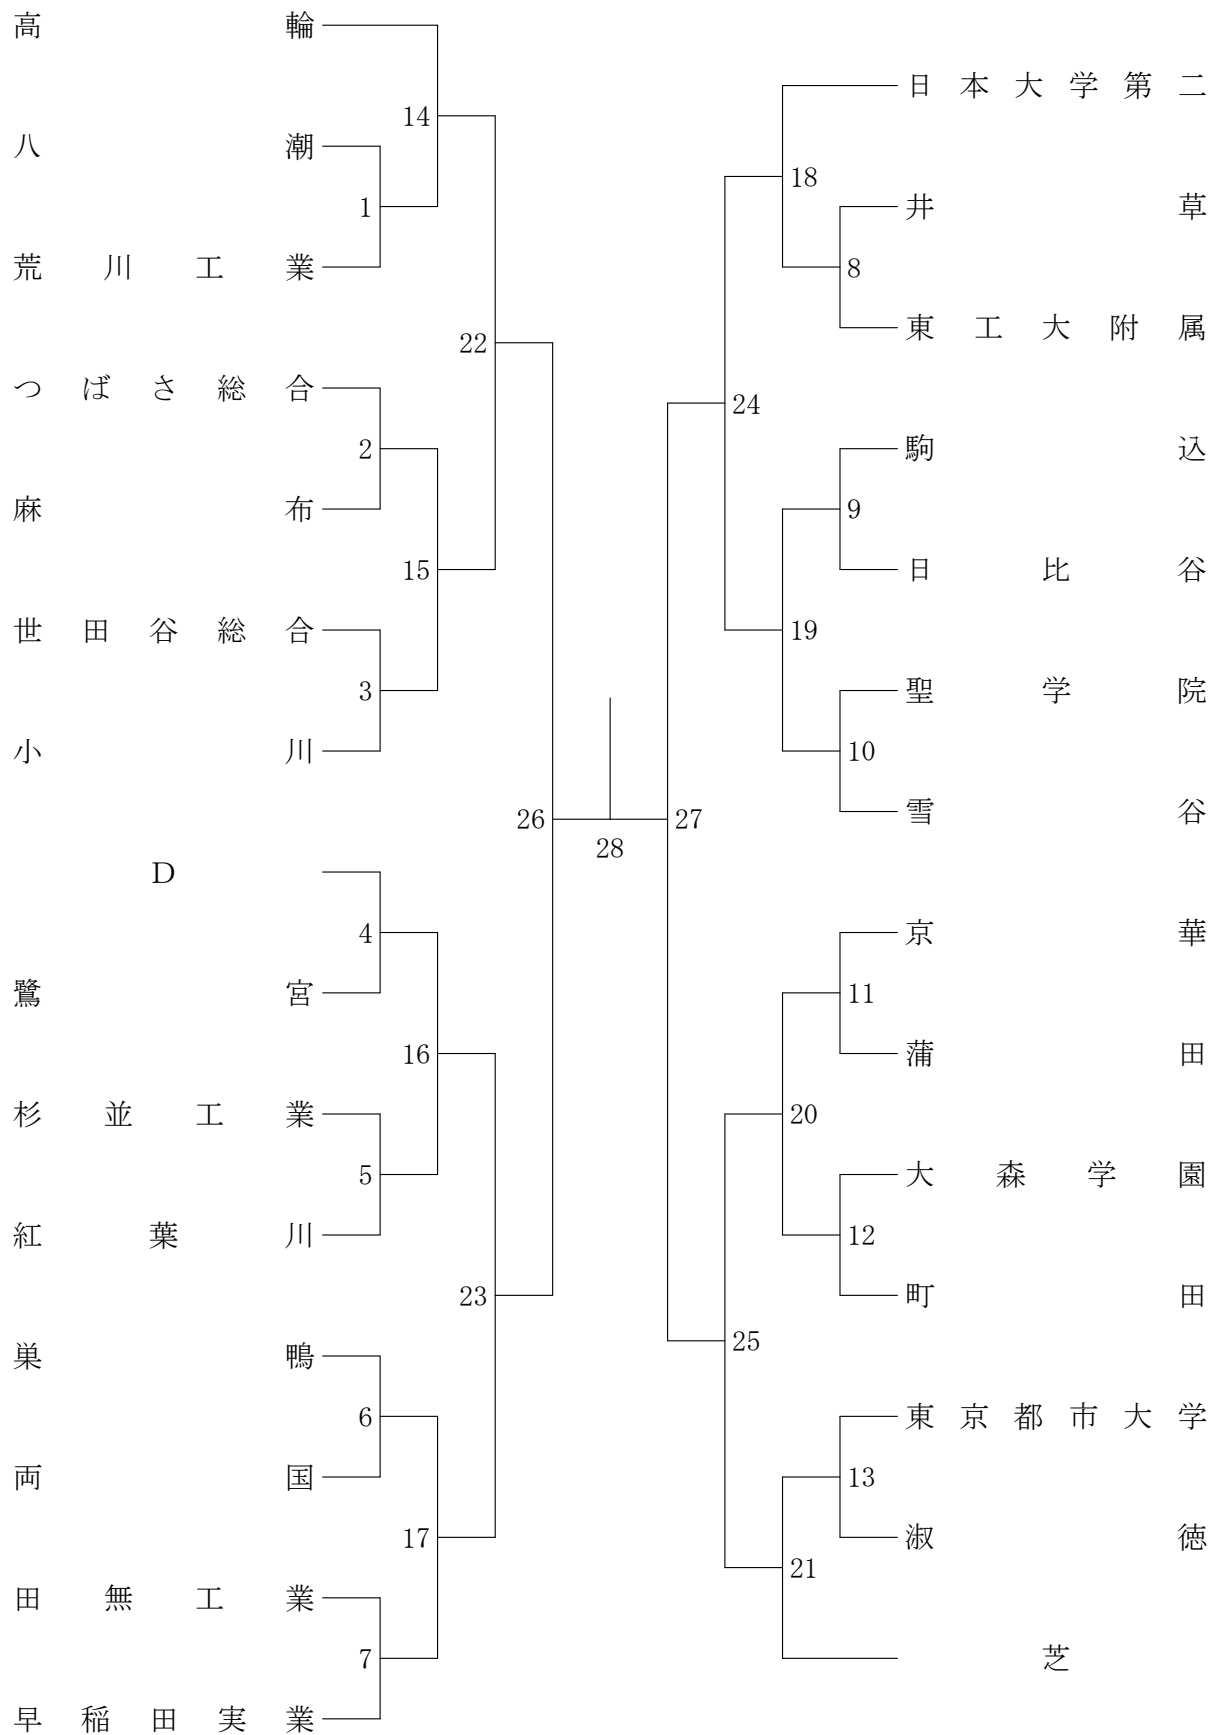 高輪
八潮
荒川工業
つばさ総合
麻布
世田谷総合
小川
D
鷺宮
杉並工業
紅葉川
巣鴨
両国
田無工業
早稲田実業
1
2
3
4
5
6
7
14
15
16
17
22
23
26
28
27
24
25
18
19
20
21
8
9
10
11
12
13
日本大学第二
井草
東工大附属
駒込
日比谷
聖学院
雪谷
京華
蒲田
大森学園
町田
東京都市大学
淑徳
芝